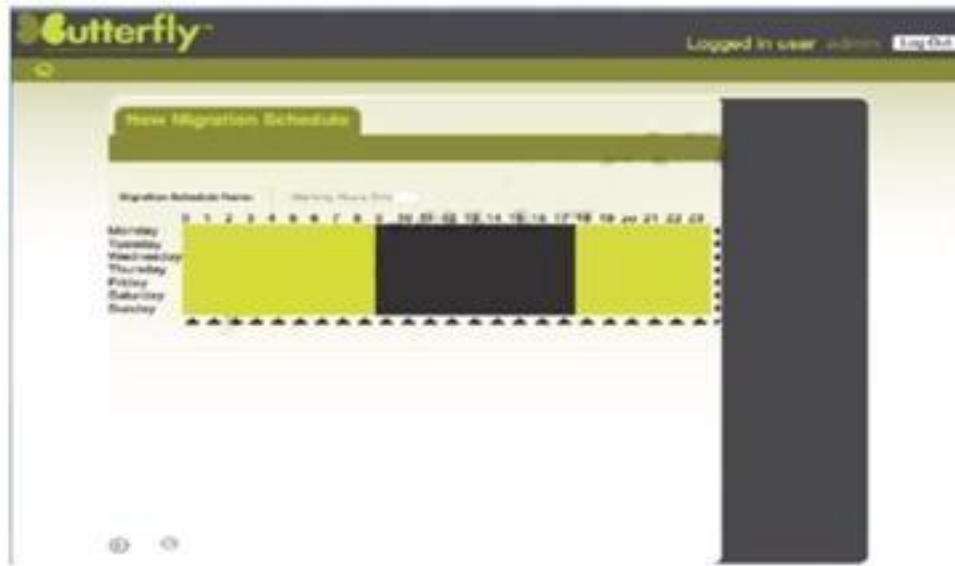 Butterfly™
Logged in user admin Log Out
New Migration Schedule
Migration Schedule Name:
0 1 2 3 4 5 6 7 8 9 10 11 12 13 14 15 16 17 18 19 20 21 22 23
Monday
Tuesday
Wednesday
Thursday
Friday
Saturday
Sunday